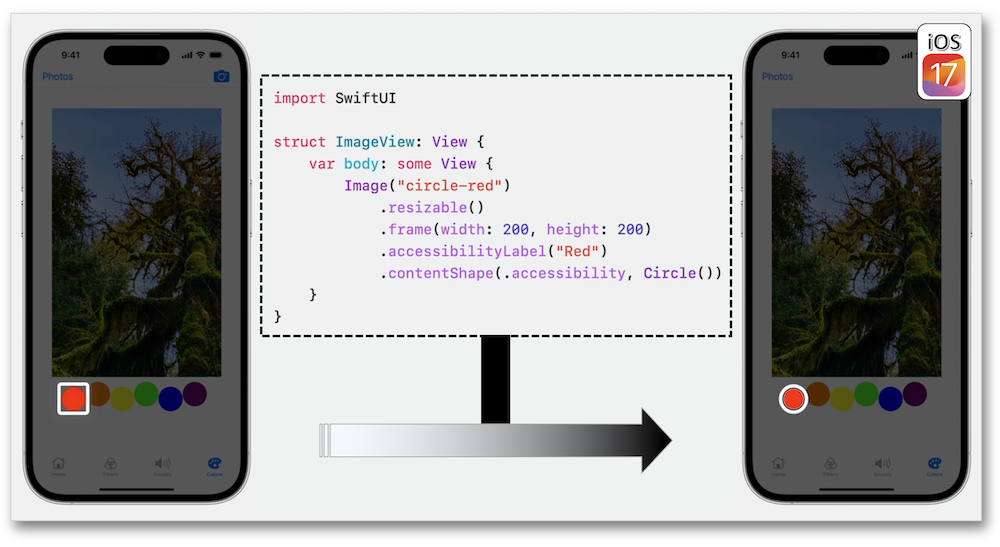 9:41
Photos
import SwiftUI
struct ImageView: View {
var body: some View {
Image("circle-red")
.resizable()
.frame(width: 200, height: 200)
.accessibilityLabel("Red")
.contentShape(.accessibility, Circle())
}
}
Home
Filters
Sounds
Colors
9:41
iOS
17
Photos
Home
Filters
Sounds
Colors